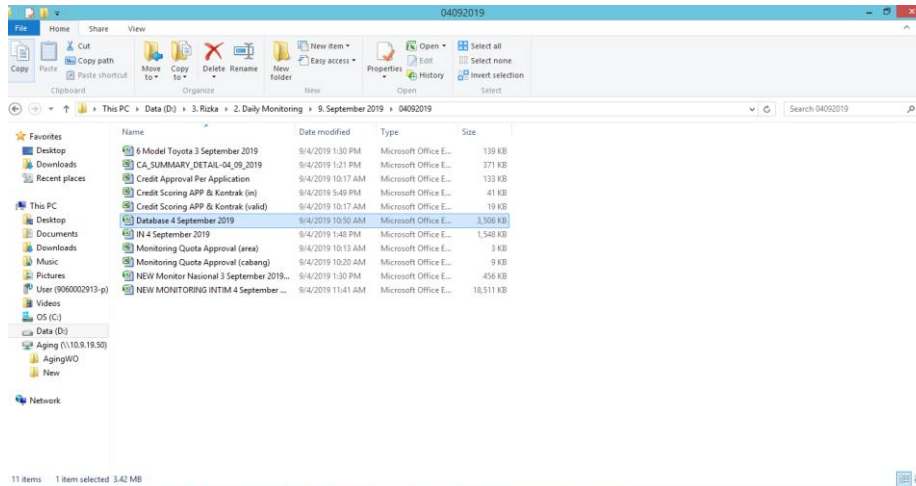 04092019
File Home Share View
Copy
Paste
Cut
Copy path
Paste shortcut
Clipboard
Move to
Copy to
Delete
Rename
Organize
New folder
New item
Easy access
New
Properties
Open
Edit
History
Open
Select all
Select none
Invert selection
Select
This PC Data (D:) 3. Rizka 2. Daily Monitoring 9. September 2019 04092019
Search 04092019
Favorites
Desktop
Downloads
Recent places
This PC
Desktop
Documents
Downloads
Music
Pictures
User (9060002913-p)
Videos
OS (C:)
Data (D:)
Aging (\\10.9.19.50)
AgingWO
New
Network
Name Date modified Type Size
6 Model Toyota 3 September 2019 9/4/2019 1:30 PM Microsoft Office E... 139 KB
CA_SUMMARY_DETAIL-04_09_2019 9/4/2019 1:21 PM Microsoft Office E... 371 KB
Credit Approval Per Application 9/4/2019 10:17 AM Microsoft Office E... 133 KB
Credit Scoring APP & Kontrak (in) 9/4/2019 5:49 PM Microsoft Office E... 41 KB
Credit Scoring APP & Kontrak (valid) 9/4/2019 10:17 AM Microsoft Office E... 19 KB
Database 4 September 2019 9/4/2019 10:50 AM Microsoft Office E... 3,506 KB
IN 4 September 2019 9/4/2019 1:48 PM Microsoft Office E... 1,548 KB
Monitoring Quota Approval (area) 9/4/2019 10:13 AM Microsoft Office E... 3 KB
Monitoring Quota Approval (cabang) 9/4/2019 10:20 AM Microsoft Office E... 9 KB
NEW Monitor Nasional 3 September 2019... 9/4/2019 1:30 PM Microsoft Office E... 456 KB
NEW MONITORING INTIM 4 September ... 9/4/2019 11:41 AM Microsoft Office E... 18,511 KB
11 items 1 item selected 3.42 MB